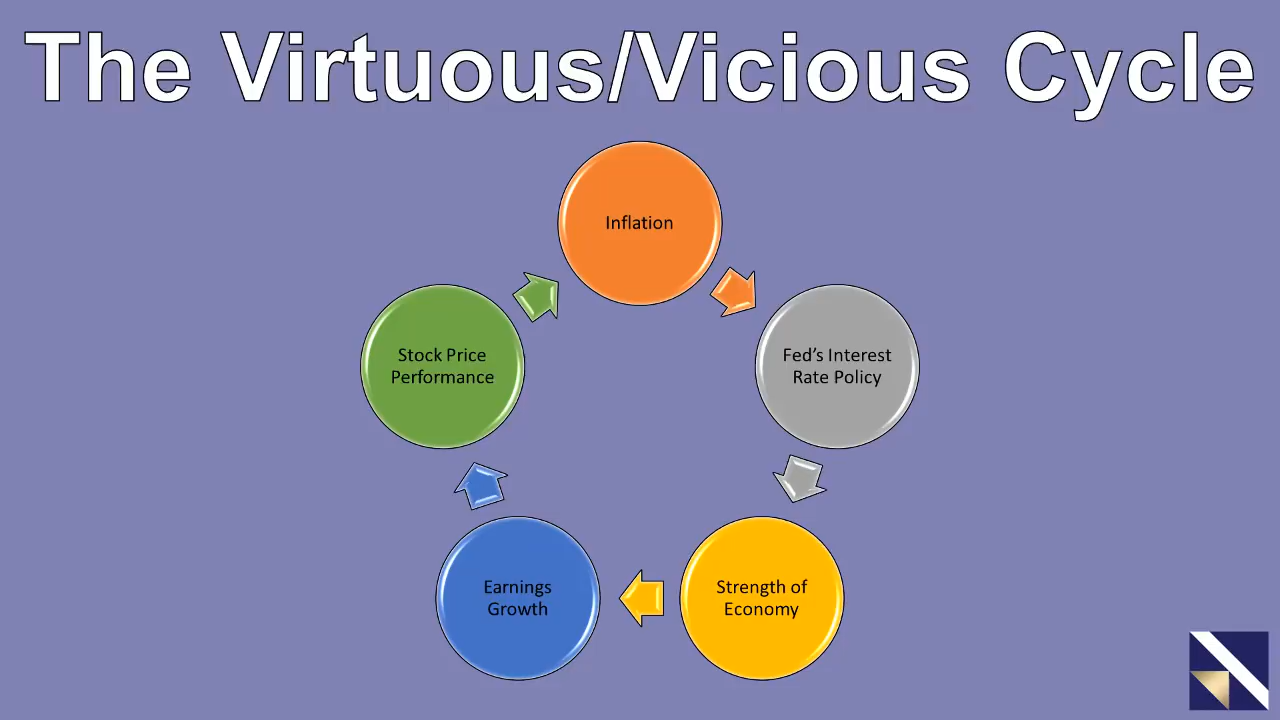 The Virtuous/Vicious Cycle
Inflation
Fed’s Interest
Rate Policy
Strength of
Economy
Earnings
Growth
Stock Price
Performance